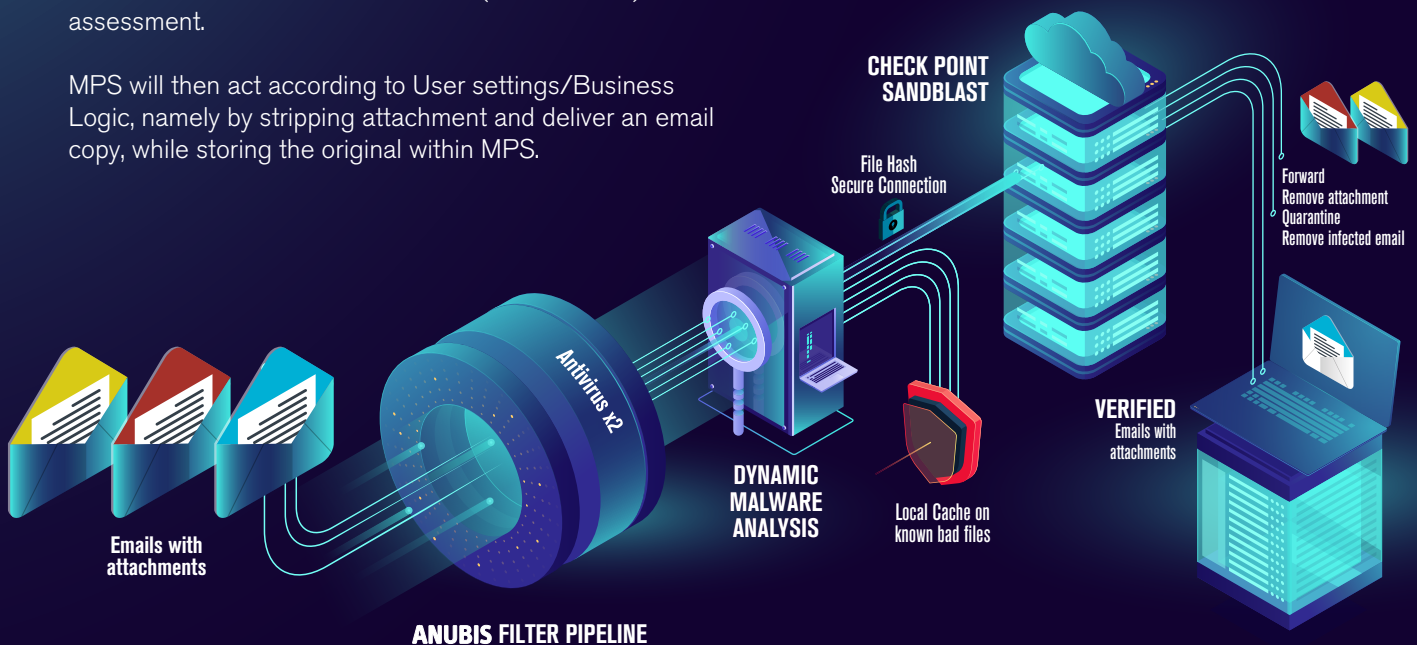 assessment.
MPS will then act according to User settings/Business
Logic, namely by stripping attachment and deliver an email
copy, while storing the original within MPS.
CHECK POINT
SANDBLAST
File Hash
Secure Connection
Forward
Remove attachment
Quarantine
Remove infected email
Antivirus x2
VERIFIED
Emails with
attachments
DYNAMIC
MALWARE
ANALYSIS
Local Cache on
known bad files
Emails with
attachments
ANUBIS FILTER PIPELINE